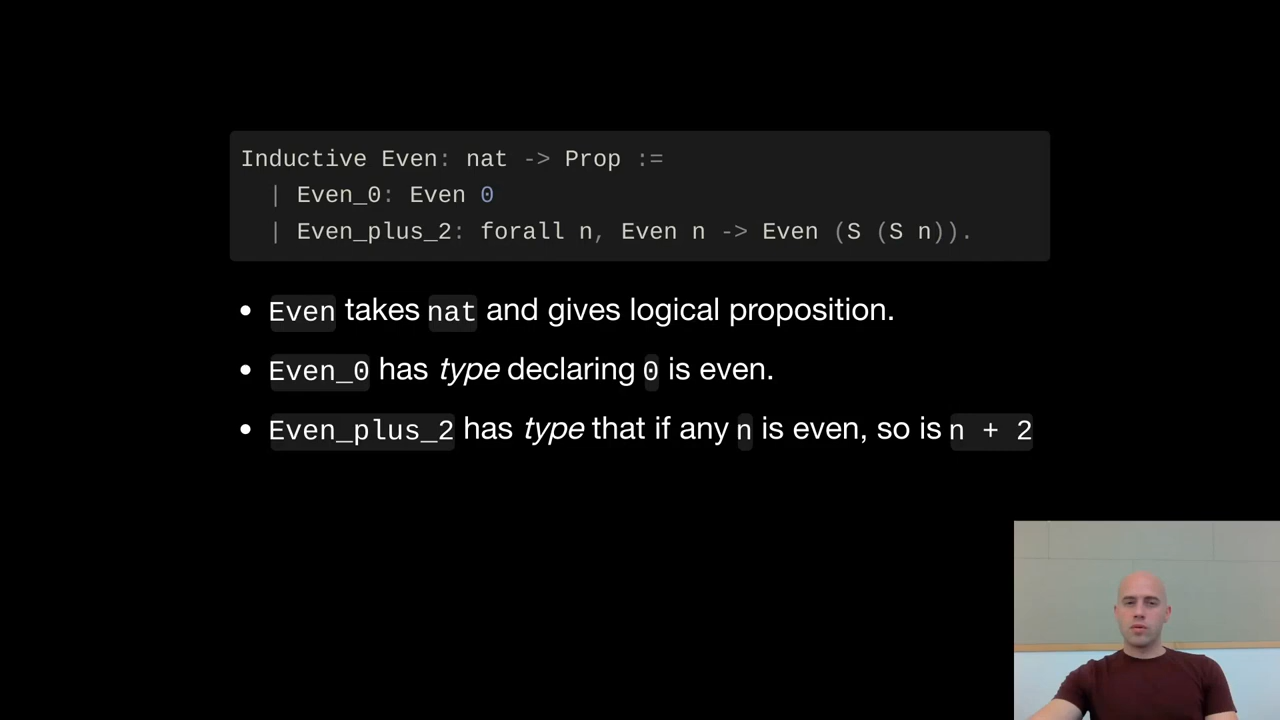 Inductive Even: nat -> Prop :=
| Even_0: Even 0
| Even_plus_2: forall n, Even n -> Even (S (S n)).
• Even takes nat and gives logical proposition.
• Even_0 has type declaring 0 is even.
• Even_plus_2 has type that if any n is even, so is n + 2